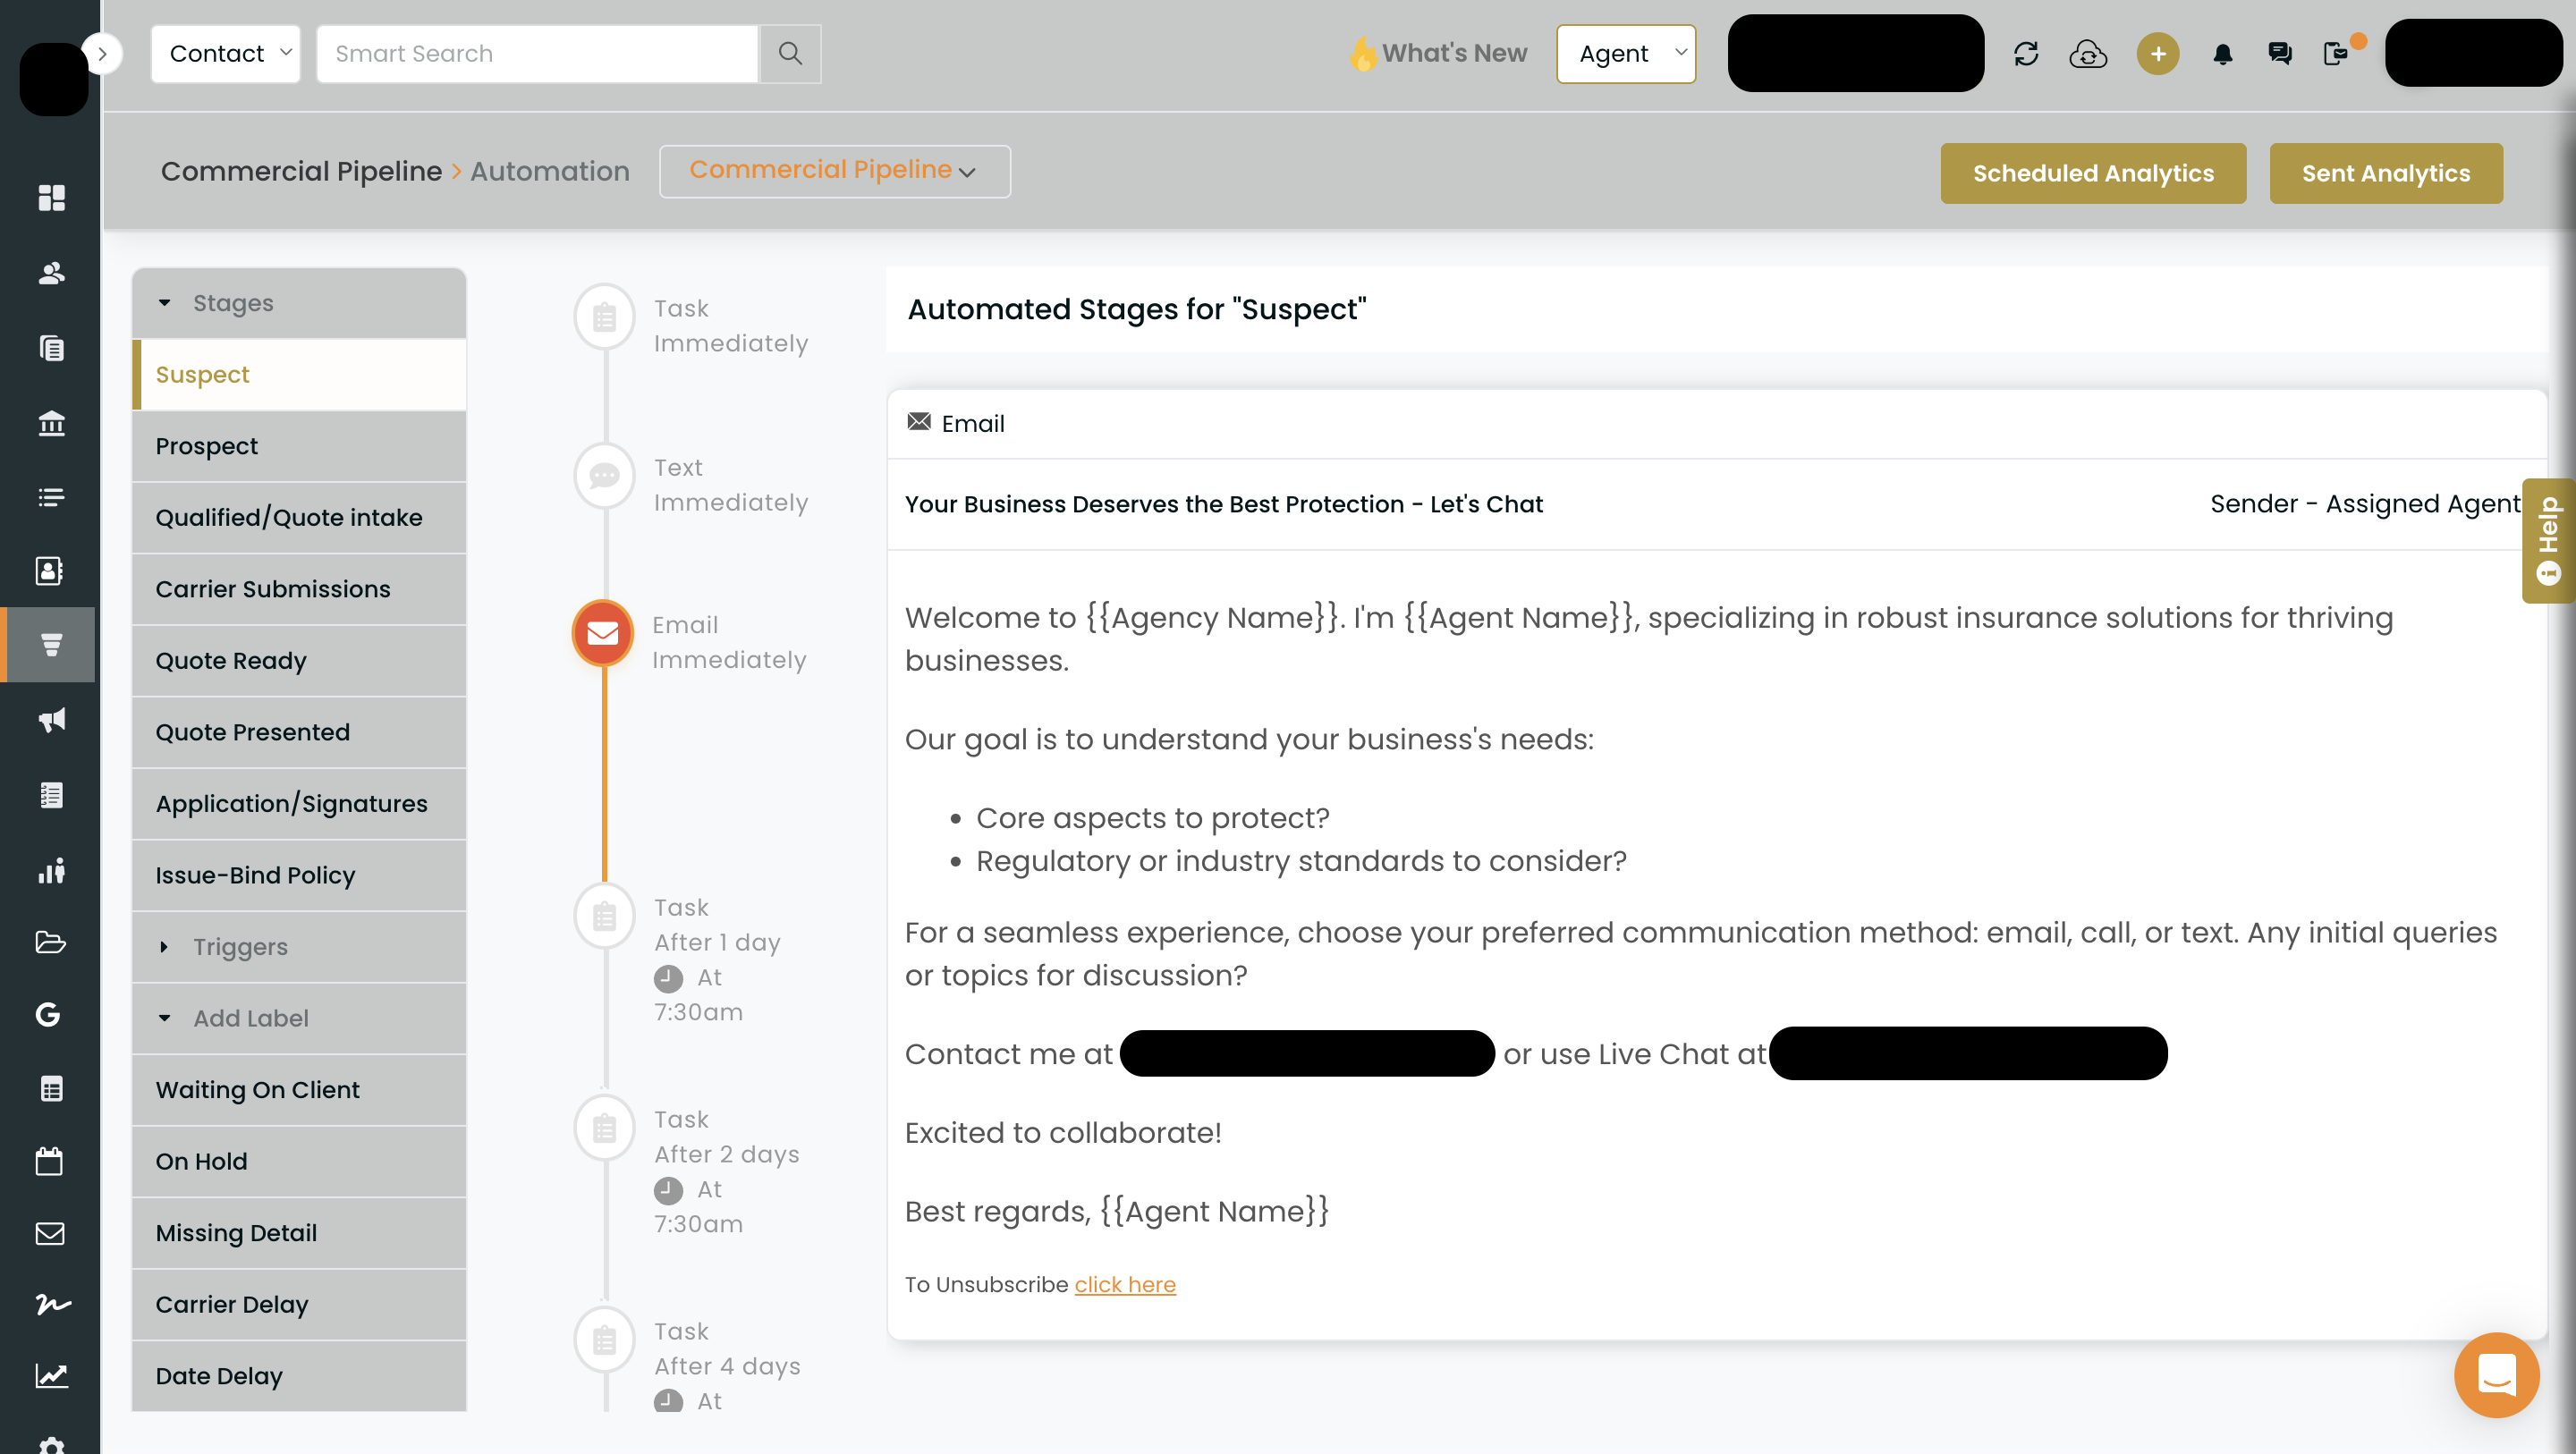 Contact
Smart Search
What's New
Agent
Commercial Pipeline > Automation
Commercial Pipeline
Scheduled Analytics
Sent Analytics
Stages
Suspect
Prospect
Qualified/Quote intake
Carrier Submissions
Quote Ready
Quote Presented
Application/Signatures
Issue-Bind Policy
Triggers
Add Label
Waiting On Client
On Hold
Missing Detail
Carrier Delay
Date Delay
Task
Immediately
Text
Immediately
Email
Immediately
Task
After 1 day
At
7:30am
Task
After 2 days
At
7:30am
Task
After 4 days
At
Automated Stages for "Suspect"
Email
Your Business Deserves the Best Protection - Let's Chat
Sender - Assigned Agent
Welcome to {{Agency Name}}. I'm {{Agent Name}}, specializing in robust insurance solutions for thriving
businesses.
Our goal is to understand your business's needs:
• Core aspects to protect?
• Regulatory or industry standards to consider?
For a seamless experience, choose your preferred communication method: email, call, or text. Any initial queries
or topics for discussion?
Contact me at or use Live Chat at
Excited to collaborate!
Best regards, {{Agent Name}}
To Unsubscribe click here
Help